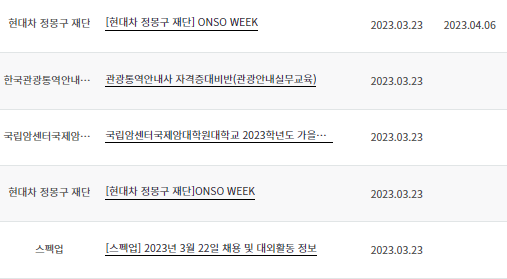 현대차 정몽구 재단 [현대차 정몽구 재단] ONSO WEEK 2023.03.23 2023.04.06
한국관광통역안내… 관광통역안내사 자격증대비반(관광안내실무교육) 2023.03.23
국립암센터국제암… 국립암센터국제암대학원대학교 2023학년도 가을… 2023.03.23
현대차 정몽구 재단 [현대차 정몽구 재단]ONSO WEEK 2023.03.23
스펙업 [스펙업] 2023년 3월 22일 채용 및 대외활동 정보 2023.03.23